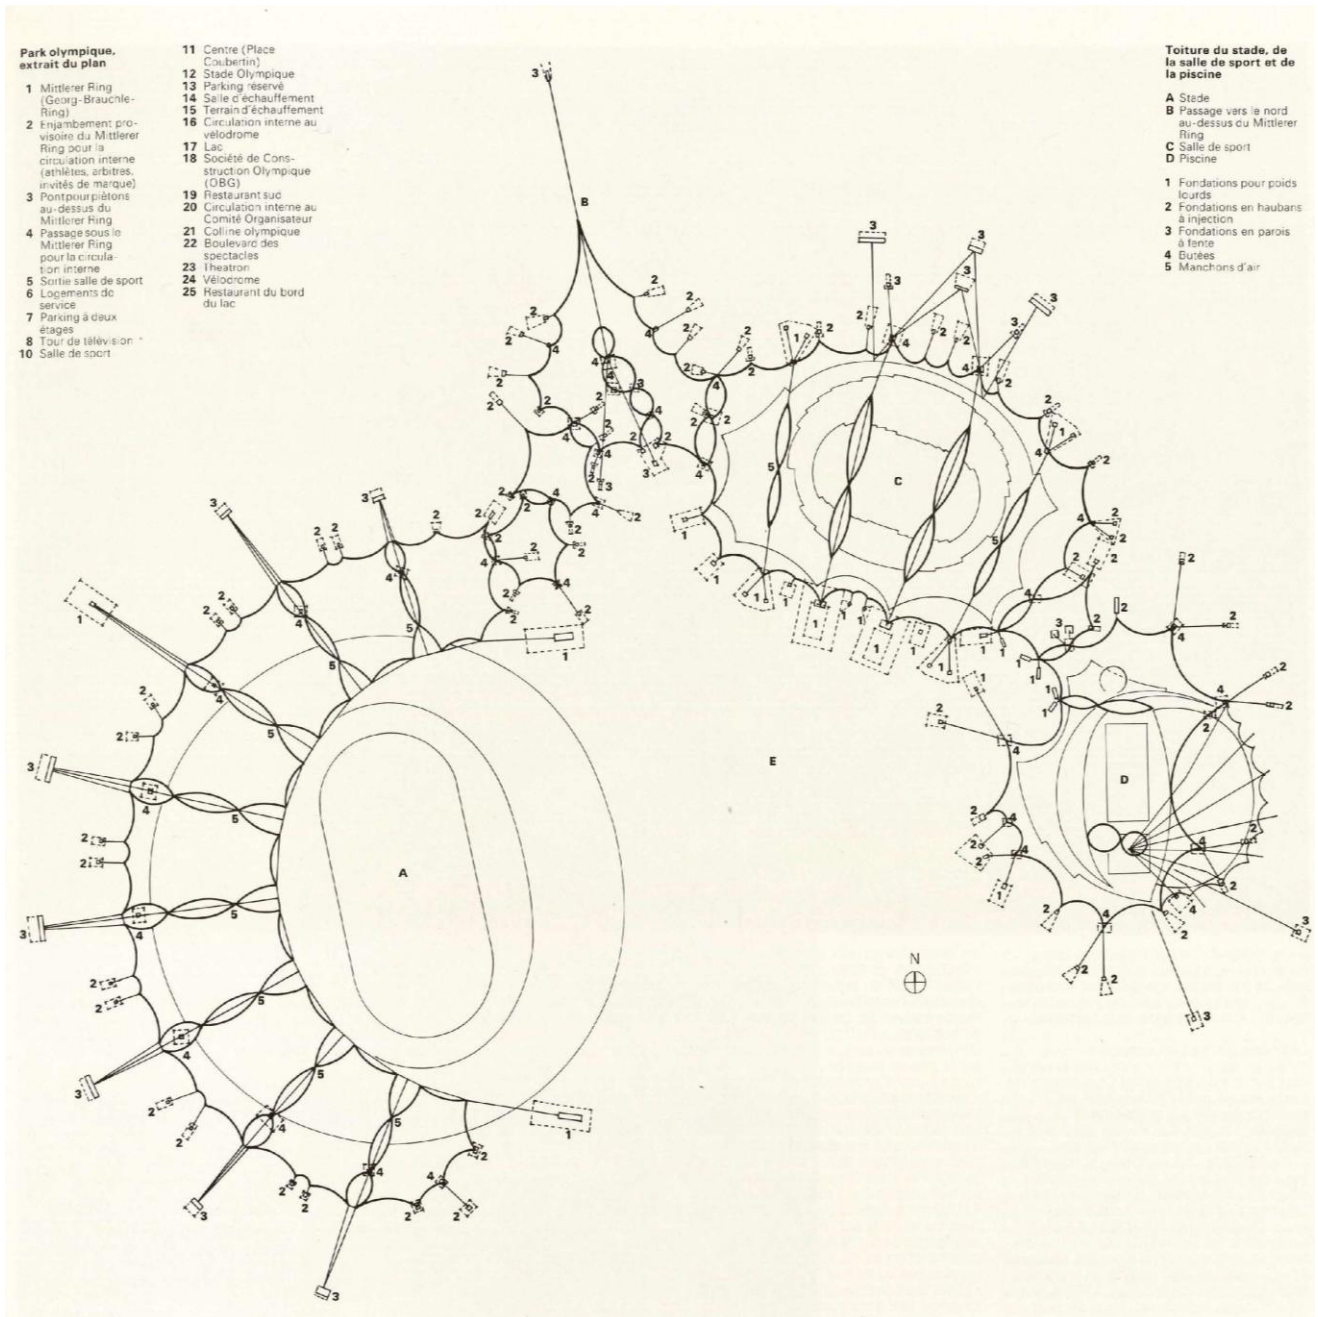 Park olympique,
extrait du plan
1 Mittlerer Ring
(Georg-Brauchle-
Ring)
2 Enjambement pro-
visoire du Mittlerer
Ring pour la
circulation interne
(athlètes, arbitres,
invités de marque)
3 Pont pour piétons
au-dessus du
Mittlerer Ring
4 Passage sous le
Mittlerer Ring
pour la circula-
tion interne
5 Sortie salle de sport
6 Logements de
service
7 Parking à deux
étages
8 Tour de télévision
10 Salle de sport
11 Centre (Place
Coubertin)
12 Stade Olympique
13 Parking réservé
14 Salle d'échauffement
15 Terrain d'échauffement
16 Circulation interne au
vélodrome
17 Lac
18 Société de Cons-
truction Olympique
(OBG)
19 Restaurant sud
20 Circulation interne au
Comité Organisateur
21 Colline olympique
22 Boulevard des
spectacles
23 Theatron
24 Vélodrome
25 Restaurant du bord
du lac
Toiture du stade, de
la salle de sport et de
la piscine
A Stade
B Passage vers le nord
au-dessus du Mittlerer
Ring
C Salle de sport
D Piscine
1 Fondations pour poids
lourds
2 Fondations en haubans
à injection
3 Fondations en parois
à fente
4 Butées
5 Manchons d'air
B
C
E
D
A
N